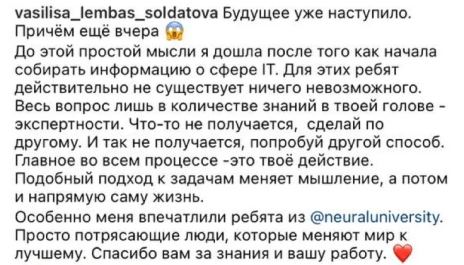 vasilisa_lembas_soldatova Будущее уже наступило.
Причём ещё вчера 😱
До этой простой мысли я дошла после того как начала
собирать информацию о сфере IT. Для этих ребят
действительно не существует ничего невозможного.
Весь вопрос лишь в количестве знаний в твоей голове -
экспертности. Что-то не получается,  сделай по
другому. И так не получается, попробуй другой способ.
Главное во всем процессе -это твоё действие.
Подобный подход к задачам меняет мышление, а потом
и напрямую саму жизнь.
Особенно меня впечатлили ребята из @neuraluniversity.
Просто потрясающие люди, которые меняют мир к
лучшему. Спасибо вам за знания и вашу работу. ❤️